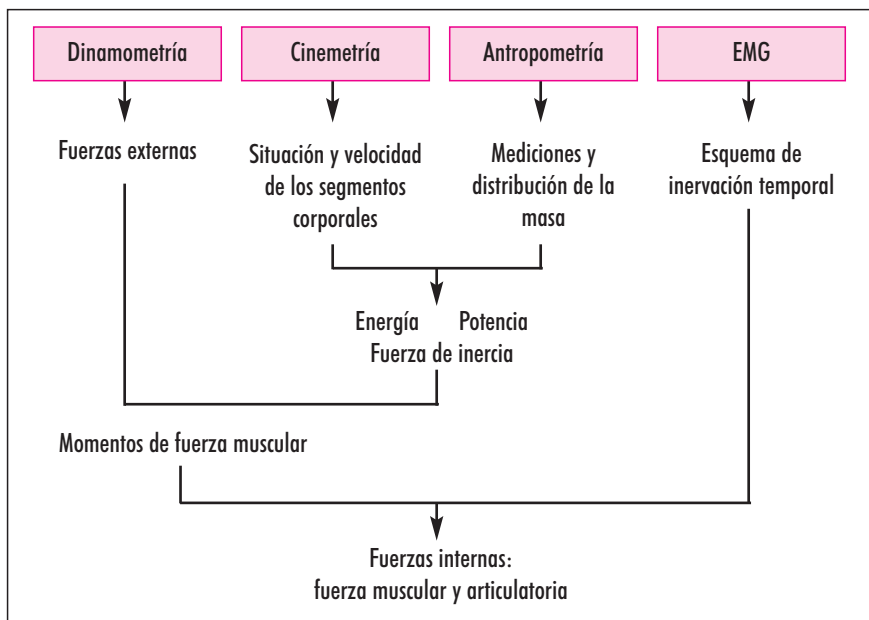 Dinamometría
Cinemetría
Antropometría
EMG
Fuerzas externas
Situación y velocidad
de los segmentos
corporales
Mediciones y
distribución de la
masa
Esquema de
inervación temporal
Energía Potencia
Fuerza de inercia
Momentos de fuerza muscular
Fuerzas internas:
fuerza muscular y articulatoria